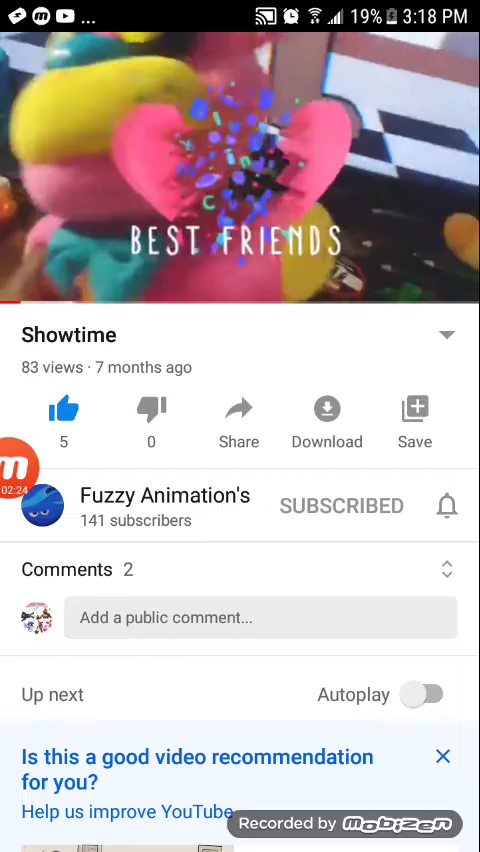 ... 19% 3:18 PM
BEST FRIENDS
Showtime
83 views · 7 months ago
5 0 Share Download Save
02:24
Fuzzy Animation's SUBSCRIBED
141 subscribers
Comments 2
Add a public comment...
Up next Autoplay
Is this a good video recommendation
for you?
Help us improve YouTube
Recorded by mobizen